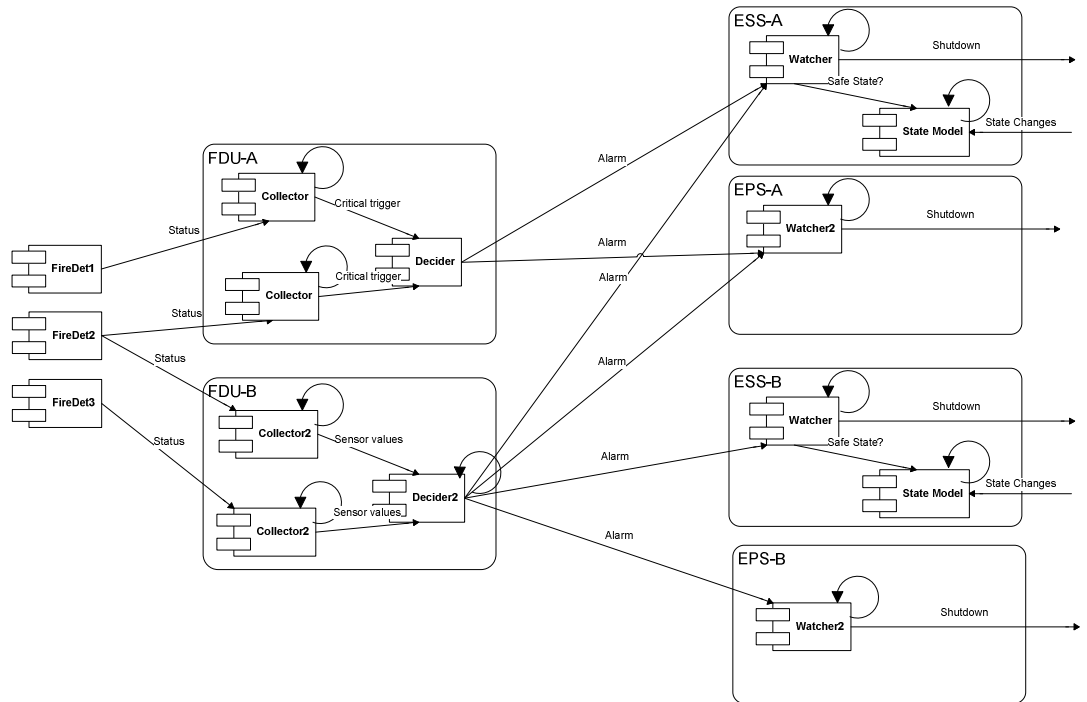 ESS-A
Watcher
Shutdown
Safe State?
State Model
State Changes
FDU-A
Collector
Critical trigger
Collector
Critical trigger
Decider
Alarm
Alarm
Alarm
Alarm
EPS-A
Watcher2
Shutdown
Status
Status
Status
Status
FireDet1
FireDet2
FireDet3
FDU-B
Collector2
Sensor values
Collector2
Sensor values
Decider2
Alarm
Alarm
ESS-B
Watcher
Shutdown
Safe State?
State Model
State Changes
EPS-B
Watcher2
Shutdown